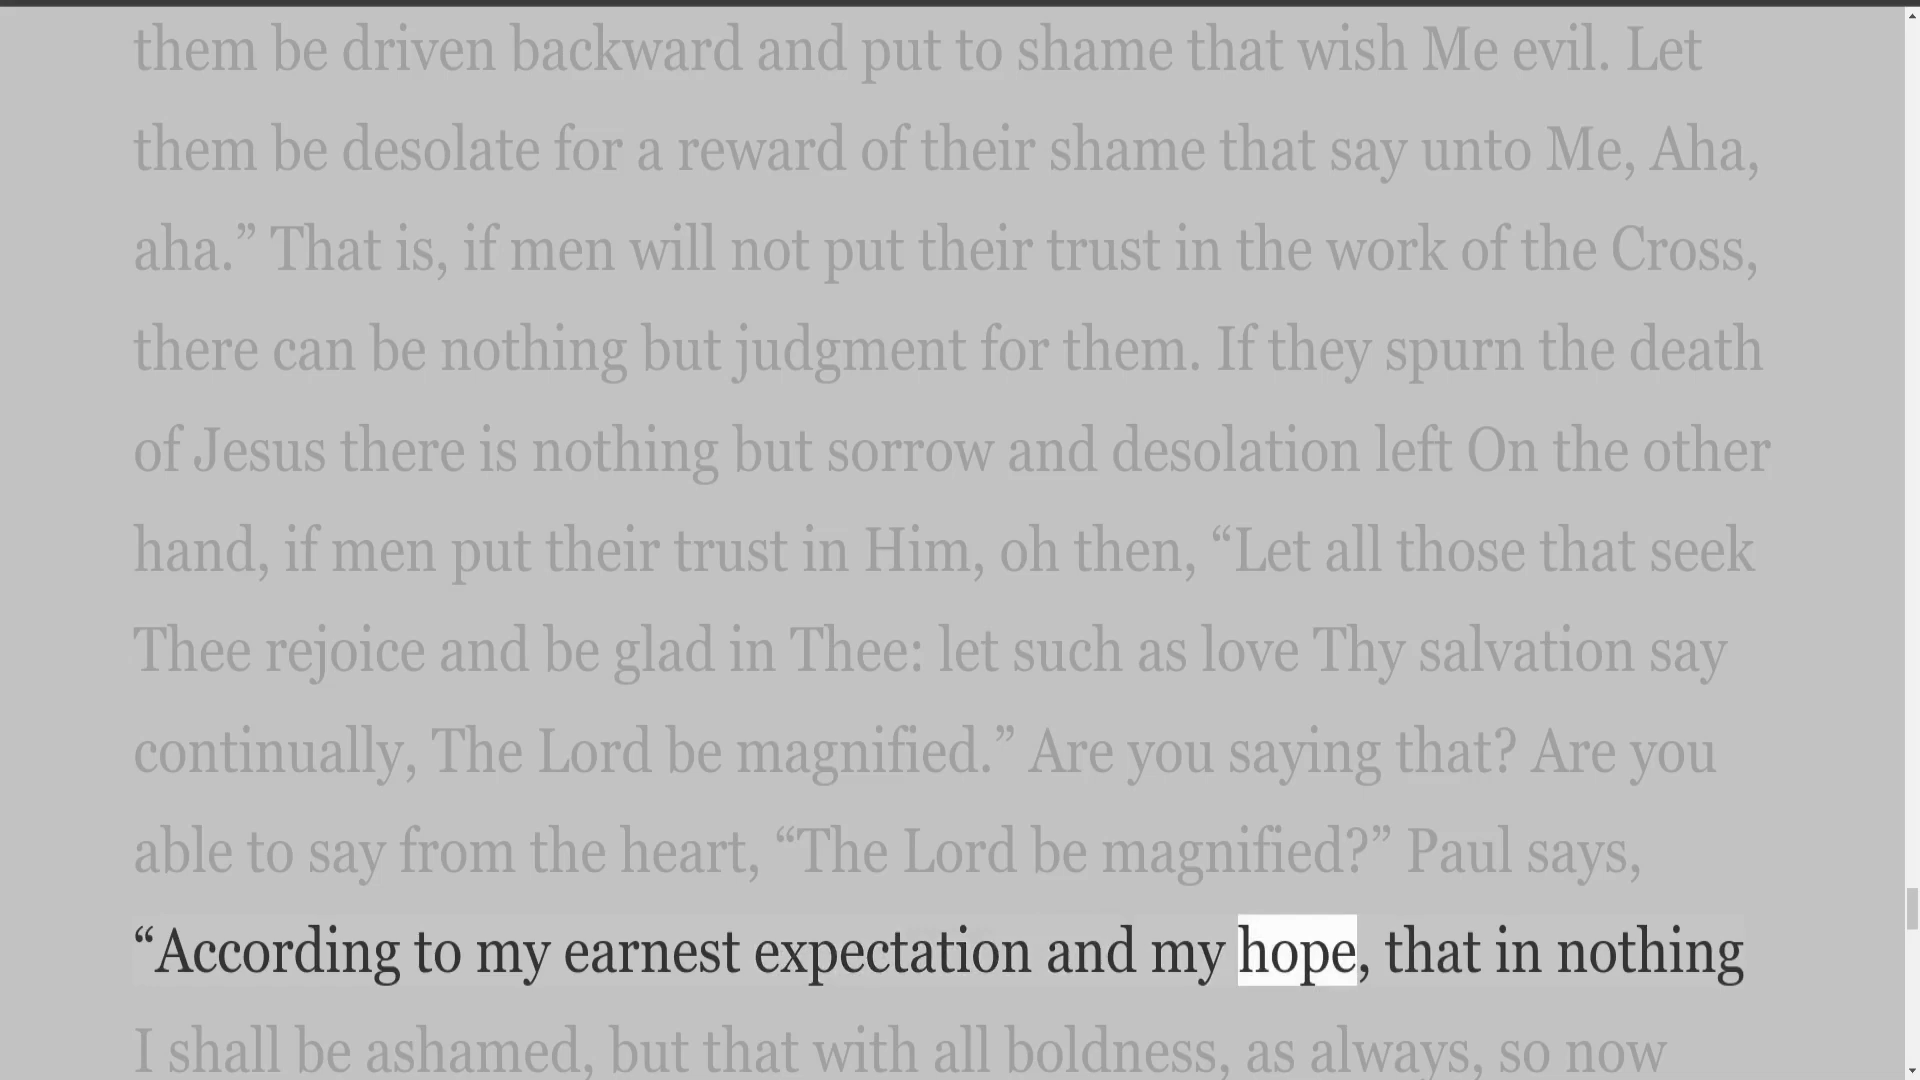 them be driven backward and put to shame that wish Me evil. Let
them be desolate for a reward of their shame that say unto Me, Aha,
aha.” That is, if men will not put their trust in the work of the Cross,
there can be nothing but judgment for them. If they spurn the death
of Jesus there is nothing but sorrow and desolation left On the other
hand, if men put their trust in Him, oh then, “Let all those that seek
Thee rejoice and be glad in Thee: let such as love Thy salvation say
continually, The Lord be magnified.” Are you saying that? Are you
able to say from the heart, “The Lord be magnified?” Paul says,
“According to my earnest expectation and my hope, that in nothing
I shall be ashamed, but that with all boldness, as always, so now